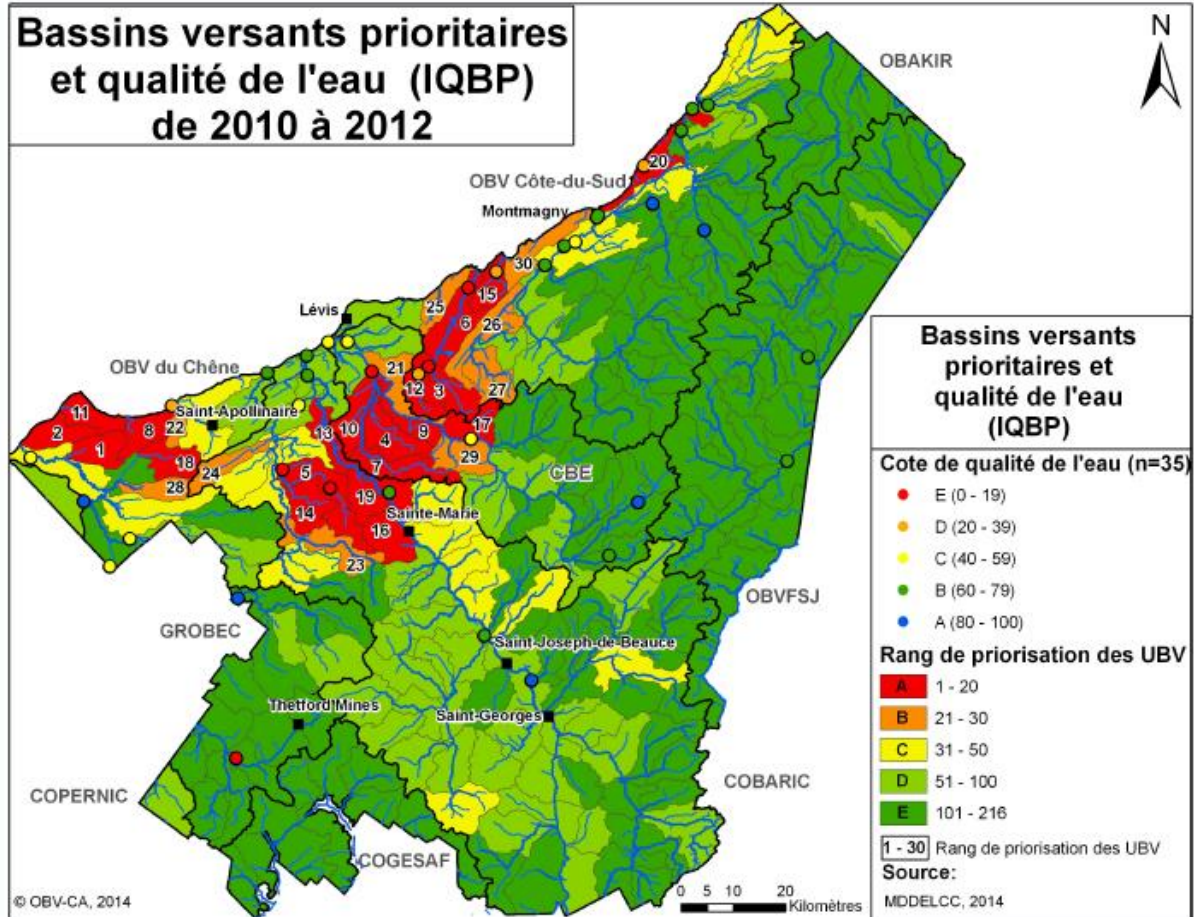 Bassins versants prioritaires
et qualité de l'eau (IQBP)
de 2010 à 2012
N
OBAKIR
20
OBV Côte-du-Sud
Montmagny
30
15
25
6
26
Lévis
OBV du Chêne
21
12
3
27
11
Saint-Apollinaire
2
8
22
13
10
17
1
4
9
18
24
5
7
29
28
19
CBE
14
Sainte-Marie
16
23
OBVFSJ
GROBEC
Saint-Joseph-de-Beauce
Thetford Mines
Saint-Georges
COPERNIC
COBARIC
COGESAF
0 5 10 20
Kilomètres
© OBV-CA, 2014
Bassins versants
prioritaires et
qualité de l'eau
(IQBP)
Cote de qualité de l'eau (n=35)
E (0 - 19)
D (20 - 39)
C (40 - 59)
B (60 - 79)
A (80 - 100)
Rang de priorisation des UBV
A 1 - 20
B 21 - 30
C 31 - 50
D 51 - 100
E 101 - 216
1 - 30 Rang de priorisation des UBV
Source:
MDDELCC, 2014